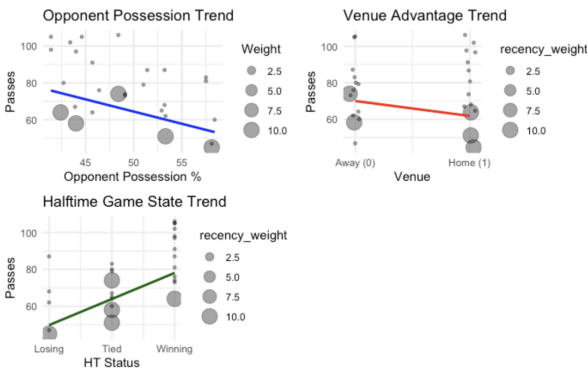 Opponent Possession Trend
100
80
60
Passes
45
50
55
Opponent Possession %
Weight
2.5
5.0
7.5
10.0
Venue Advantage Trend
100
80
60
Passes
Away (0)
Home (1)
Venue
recency_weight
2.5
5.0
7.5
10.0
Halftime Game State Trend
100
80
60
Passes
Losing
Tied
Winning
HT Status
recency_weight
2.5
5.0
7.5
10.0